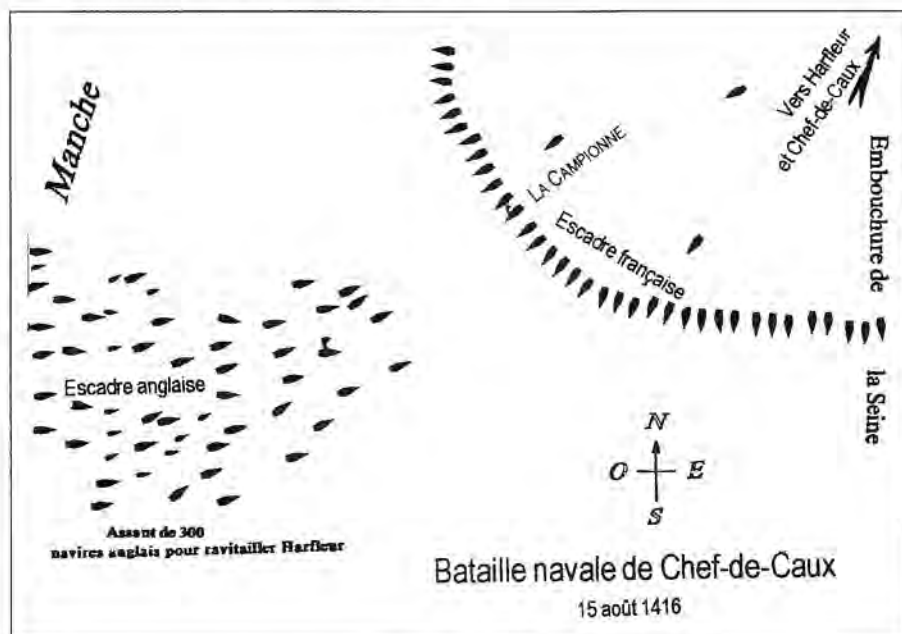 Manche
Vers Harfleur
et Chef-de-Caux
LA CAMPIONNE
Escadre française
Embouchure de
la Seine
Escadre anglaise
N
O E
S
Assaut de 300
navires anglais pour ravitailler Harfleur
Bataille navale de Chef-de-Caux
15 août 1416